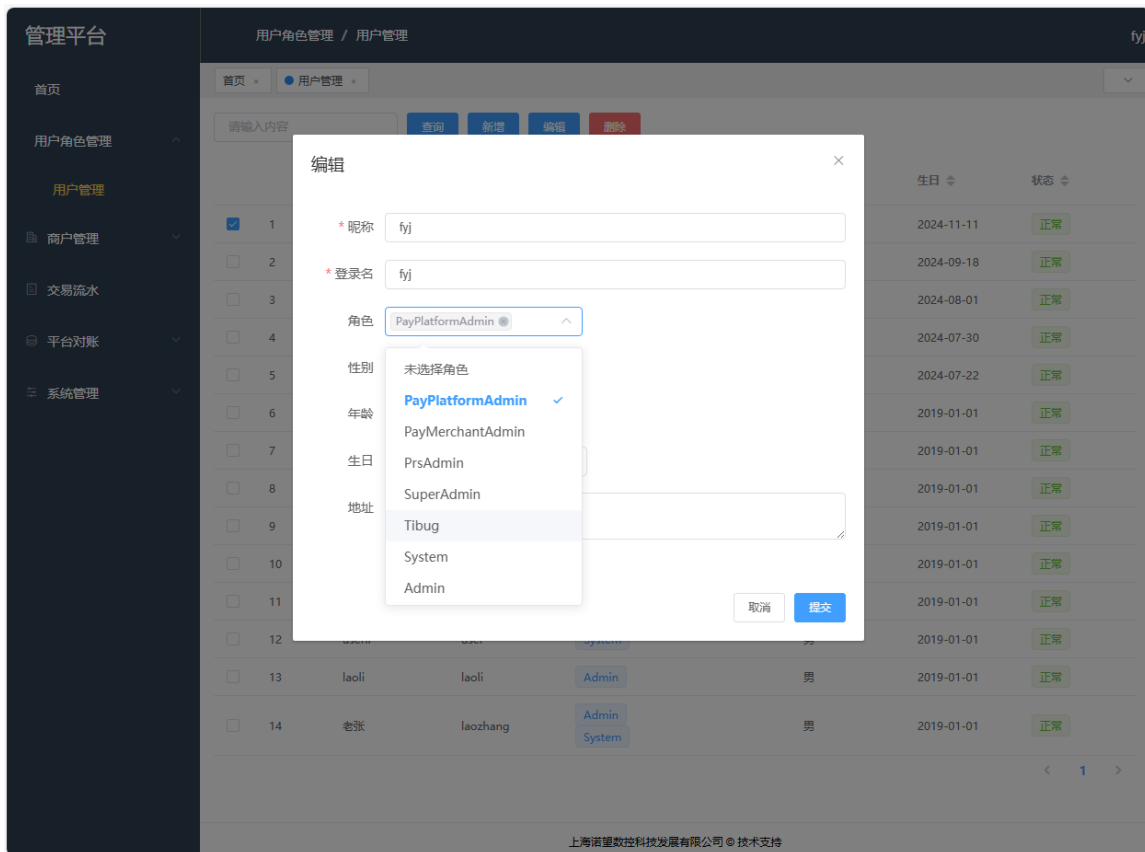 管理平台
用户角色管理 / 用户管理
fyj
首页
用户角色管理
用户管理
商户管理
交易流水
平台对账
系统管理
首页 ×
用户管理 ×
请输入内容
查询
新增
编辑
删除
生日
状态
1
2024-11-11
正常
2
2024-09-18
正常
3
2024-08-01
正常
4
2024-07-30
正常
5
2024-07-22
正常
6
2019-01-01
正常
7
2019-01-01
正常
8
2019-01-01
正常
9
2019-01-01
正常
10
2019-01-01
正常
11
2019-01-01
正常
12
System
男
2019-01-01
正常
13
laoli
laoli
Admin
男
2019-01-01
正常
14
老张
laozhang
Admin
System
男
2019-01-01
正常
编辑
* 昵称
fyj
* 登录名
fyj
角色
PayPlatformAdmin
性别
年龄
生日
地址
未选择角色
PayPlatformAdmin
PayMerchantAdmin
PrsAdmin
SuperAdmin
Tibug
System
Admin
取消
提交
1
上海诺望数控科技发展有限公司 © 技术支持